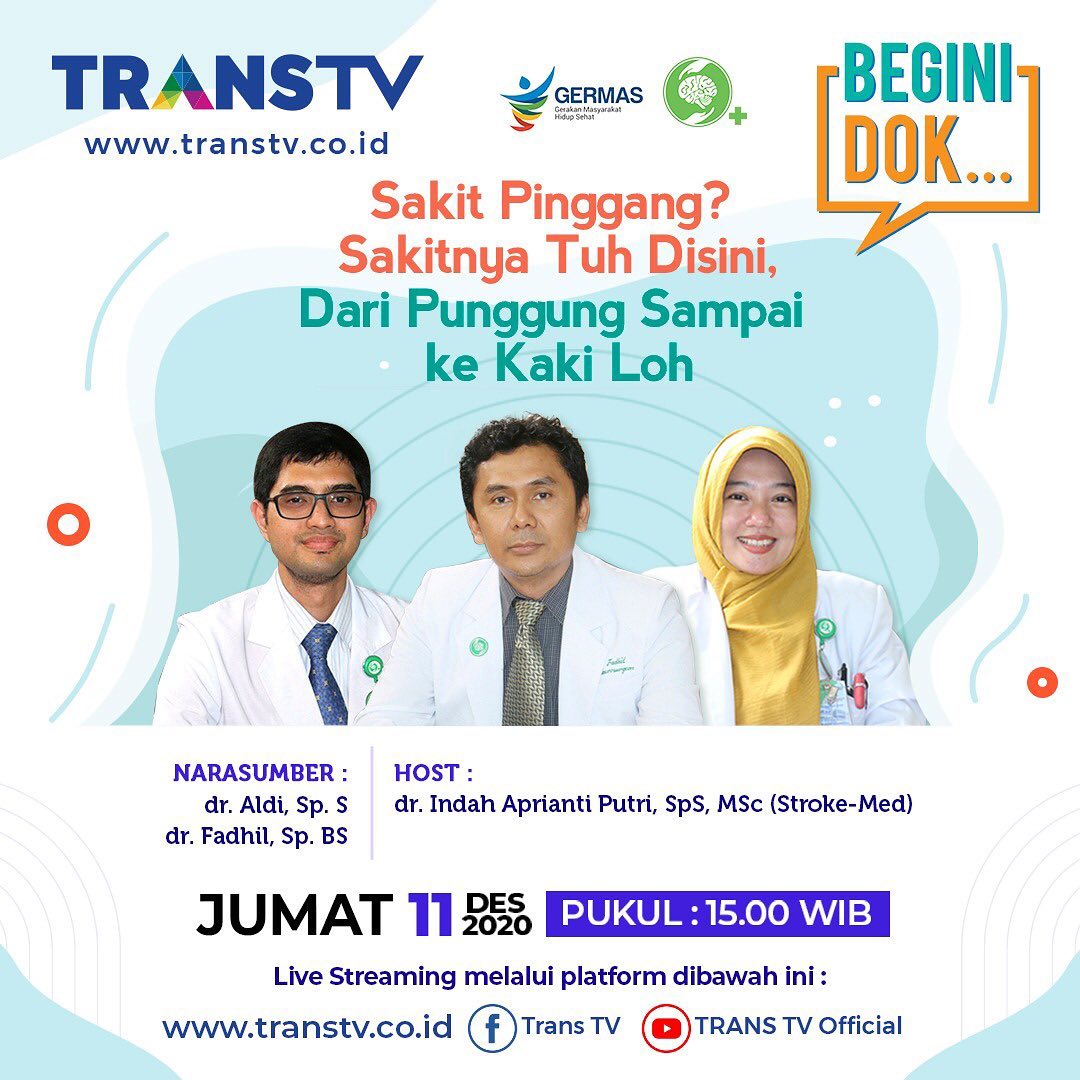 TRANSTV
www.transtv.co.id
GERMAS
Gerakan Masyarakat
Hidup Sehat
BEGINI
DOK...
Sakit Pinggang?
Sakitnya Tuh Disini,
Dari Punggung Sampai
ke Kaki Loh
Fadhil
NARASUMBER :
dr. Aldi, Sp. S
dr. Fadhil, Sp. BS
HOST :
dr. Indah Aprianti Putri, SpS, MSc (Stroke-Med)
JUMAT 11 DES 2020 PUKUL : 15.00 WIB
Live Streaming melalui platform dibawah ini :
www.transtv.co.id f Trans TV TRANS TV Official